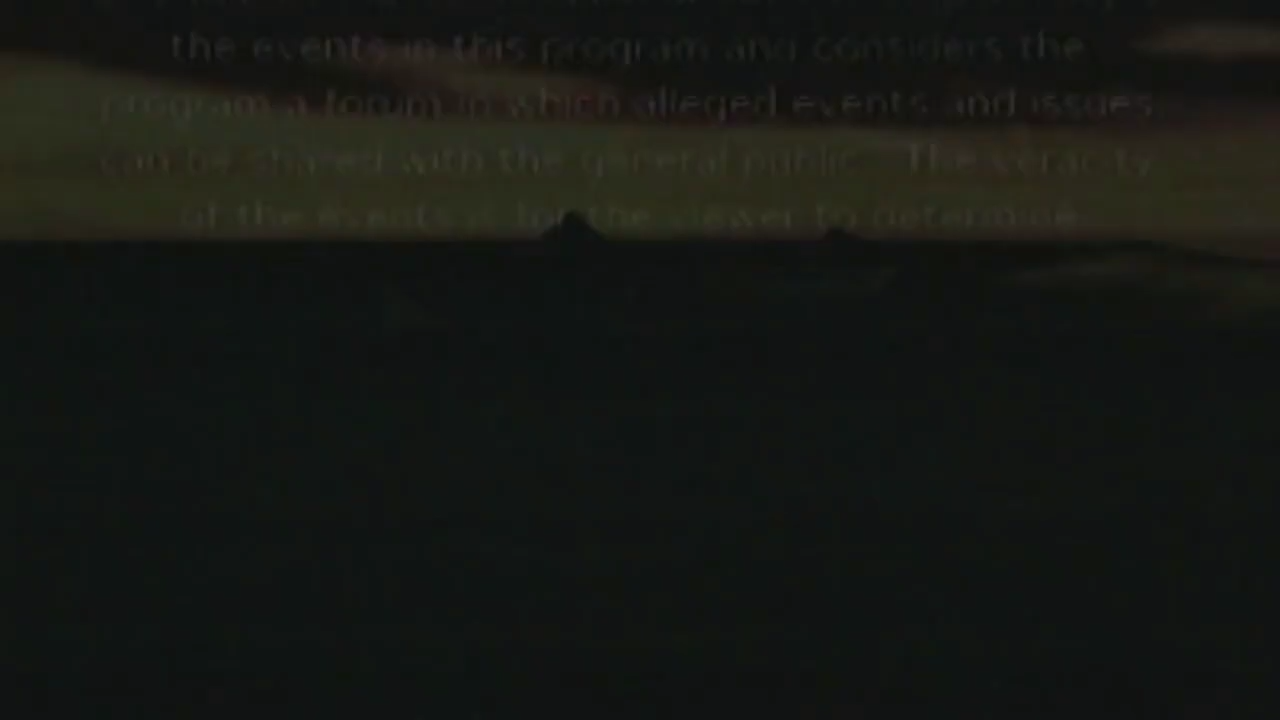 the events in this program and considers the
program a forum in which alleged events and issues
can be shared with the general public. The veracity
of the events is for the viewer to determine.